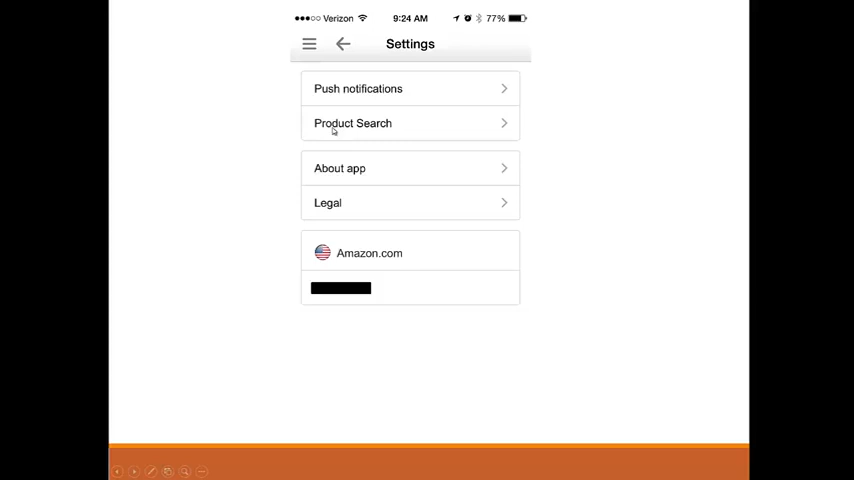 Verizon 9:24 AM 77%
Settings
Push notifications
Product Search
About app
Legal
Amazon.com